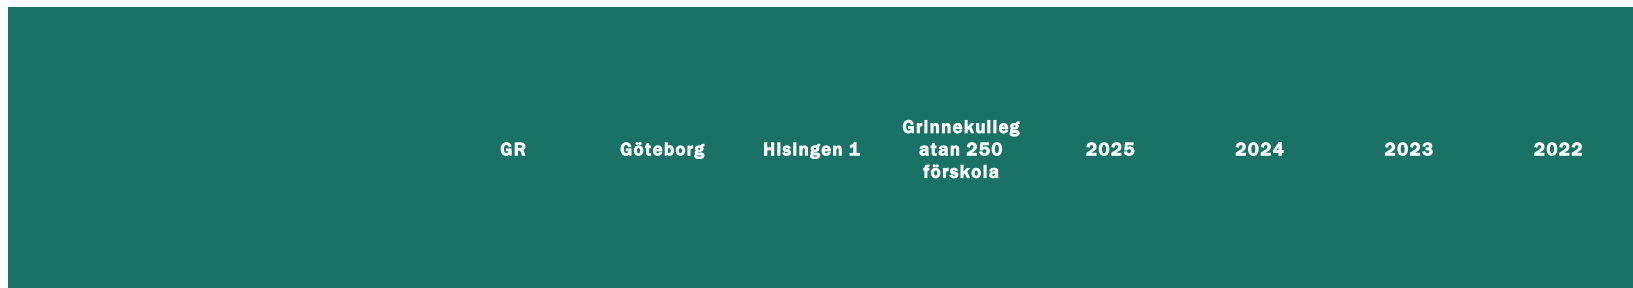 GR
Göteborg
Hisingen 1
Grinnekulleg
atan 250
förskola
2025
2024
2023
2022